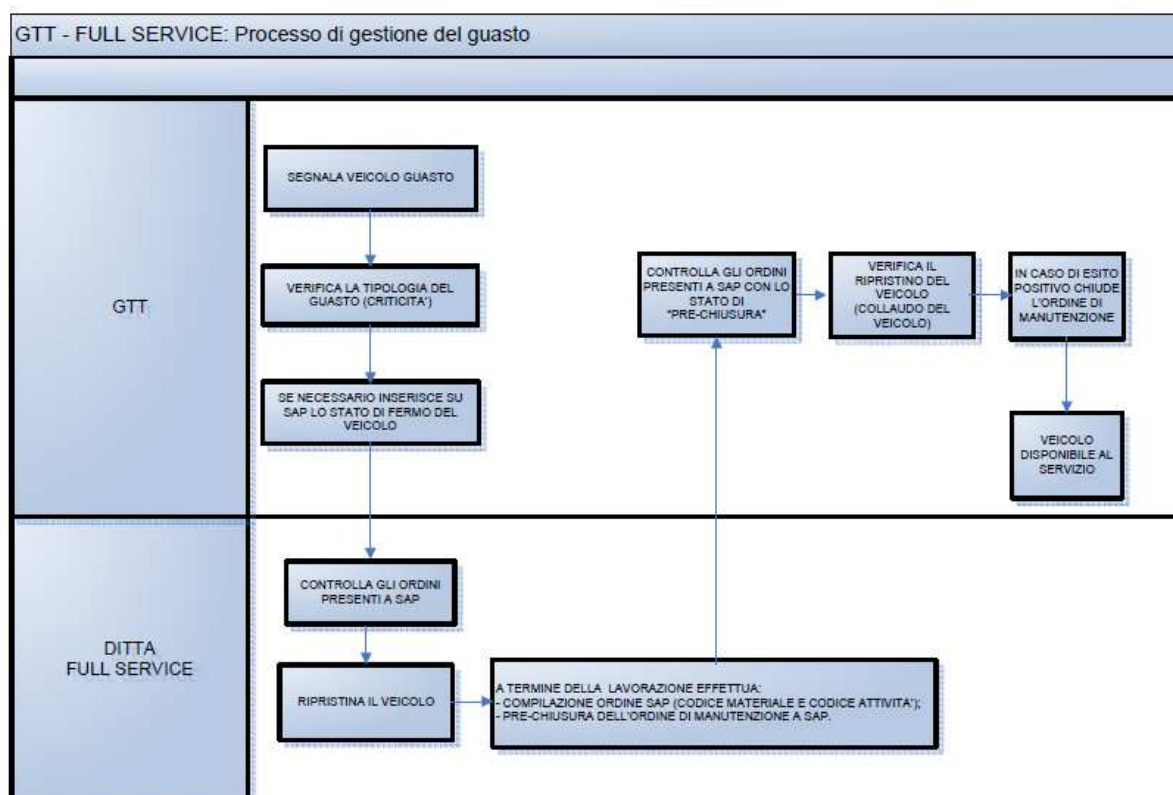 GTT - FULL SERVICE: Processo di gestione del guasto
GTT
SEGNALA VEICOLO GUASTO
VERIFICA LA TIPOLOGIA DEL
GUASTO (CRITICITA')
SE NECESSARIO INSERISCE SU
SAP LO STATO DI FERMO DEL
VEICOLO
CONTROLLA GLI ORDINI
PRESENTI A SAP CON LO
STATO DI
"PRE-CHIUSURA"
VERIFICA IL
RIPRISTINO DEL
VEICOLO
(COLLAUDO DEL
VEICOLO)
IN CASO DI ESITO
POSITIVO CHIUDE
L'ORDINE DI
MANUTENZIONE
VEICOLO
DISPONIBILE AL
SERVIZIO
DITTA
FULL SERVICE
CONTROLLA GLI ORDINI
PRESENTI A SAP
RIPRISTINA IL VEICOLO
A TERMINE DELLA LAVORAZIONE EFFETTUA:
- COMPILAZIONE ORDINE SAP (CODICE MATERIALE E CODICE ATTIVITA');
- PRE-CHIUSURA DELL'ORDINE DI MANUTENZIONE A SAP.